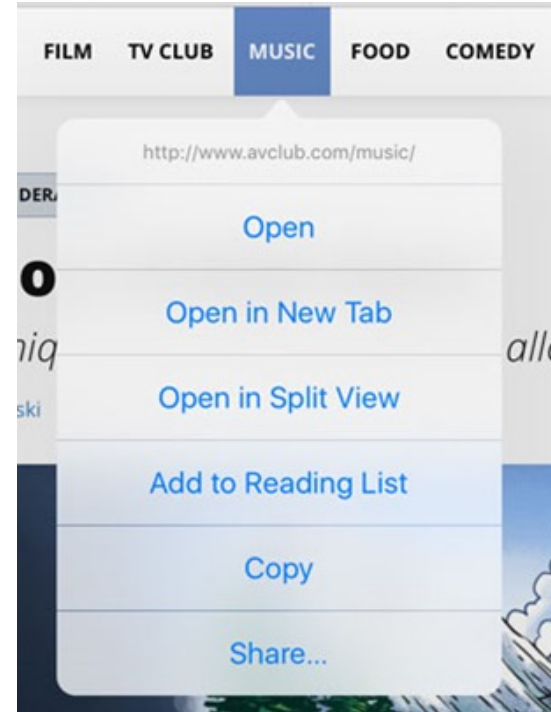 FILM TV CLUB MUSIC FOOD COMEDY
http://www.avclub.com/music/
Open
Open in New Tab
Open in Split View
Add to Reading List
Copy
Share...